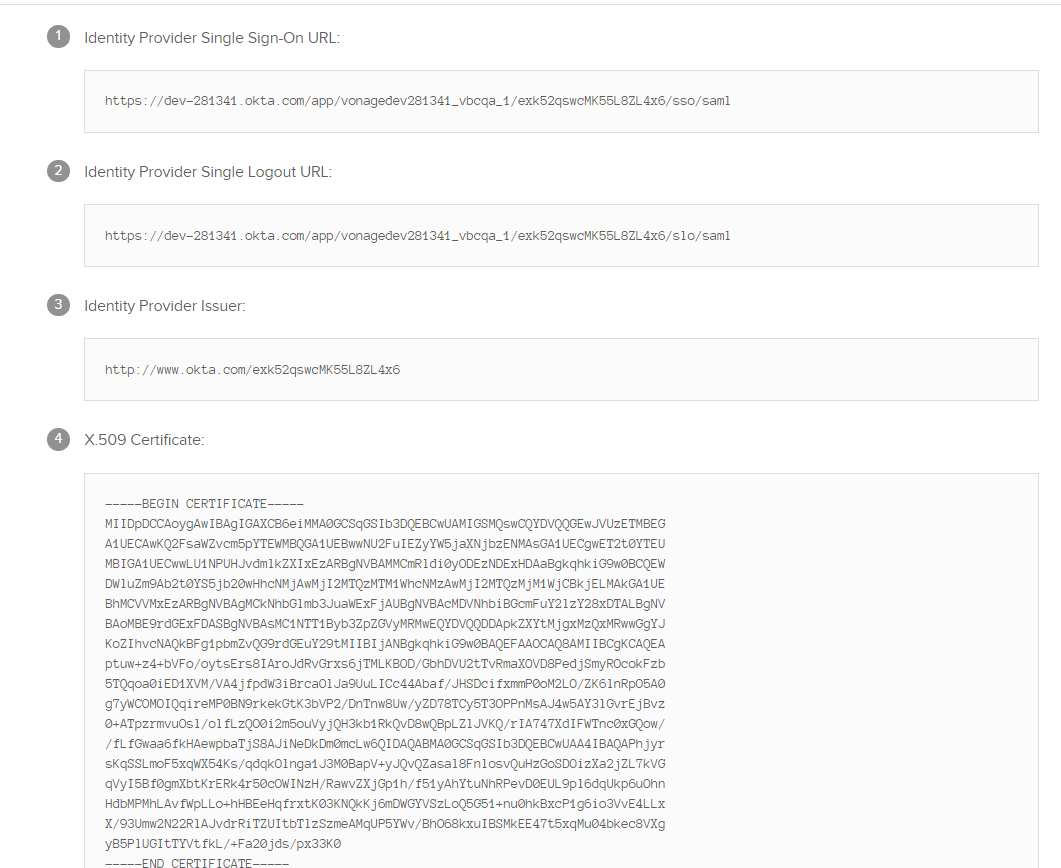 1
Identity Provider Single Sign-On URL:
https://dev-281341.okta.com/app/vonagedev281341_vbcqa_1/exk52qswcMK55L8ZL4x6/sso/saml
2
Identity Provider Single Logout URL:
https://dev-281341.okta.com/app/vonagedev281341_vbcqa_1/exk52qswcMK55L8ZL4x6/slo/saml
3
Identity Provider Issuer:
http://www.okta.com/exk52qswcMK55L8ZL4x6
4
X.509 Certificate:
-----BEGIN CERTIFICATE-----
MIIDpDCCAoygAwIBAgIGAXCB6eiMMA0GCSqGSIb3DQEBCwUAMIGSMQswCQYDVQQGEwJVUzETMBEG
A1UECAwKQ2FsaWZvcm5pYTEWMBQGA1UEBwwNU2FuIEZyYW5jaXNjbzENMAsGA1UECgwET2t0YTEU
MBIGA1UECwwLU1NPUHJvdmlkZXIxEzARBgNVBAMMCmRldi0yODEzNDExHDAaBgkqhkiG9w0BCQEW
DWluZm9Ab2t0YS5jb20wHhcNMjAwMjI2MTQzMTM1WhcNMzAwMjI2MTQzMjM1WjCBkjELMAkGA1UE
BhMCVVMxEzARBgNVBAgMCkNhbGlmb3JuaWExFjAUBgNVBAcMDVNhbiBGcmFuY2lzY28xDTALBgNV
BAoMBE9rdGExFDASBgNVBAsMC1NTT1Byb3ZpZGVyMRMwEQYDVQQDDApkZXYtMjgxMzQxMRwwGgYJ
KoZIhvcNAQkBFg1pbmZvQG9rdGEuY29tMIIBIjANBgkqhkiG9w0BAQEFAAOCAQ8AMIIBCgKCAQEA
ptuw+z4+bVFo/oytsErs8IAroJdRvGrxs6jTMLKBOD/GbhDVU2tTvRmaXOVD8PedjSmyROcokFzb
5TQqoa0iED1XVM/VA4jfpdW3iBrcaOlJa9UuLICc44Abaf/JHSDcifxmmP0oM2LO/ZK6lnRpO5A0
g7yWCOMOIQqireMP0BN9rkekGtK3bVP2/DnTnw8Uw/yZD78TCy5T3OPPnMsAJ4w5AY3lGvrEjBvz
0+ATpzrmvuOsl/olfLzQO0i2m5ouVyjQH3kb1RkQvD8wQBpLZlJVKQ/rIA747XdIFWTnc0xGQow/
/fLfGwaa6fkHAewpbaTjS8AJiNeDkDm0mcLw6QIDAQABMA0GCSqGSIb3DQEBCwUAA4IBAQAPhjyr
sKqSSLmoF5xqWX54Ks/qdqkOlnga1J3M0BapV+yJQvQZasal8FnlosvQuHzGoSDOizXa2jZL7kVG
qVyI5Bf0gmXbtKrERk4r50cOWINzH/RawvZXjGp1h/f51yAhYtuNhRPevD0EUL9pl6dqUkp6uOhn
HdbMPMhLAvfWpLLo+hHBEeHqfrxtK03KNQkKj6mDWGYVSzLoQ5G51+nu0hkBxcP1g6io3VvE4LLx
X/93Umw2N22RlAJvdrRiTZUItbTlzSzmeAMqUP5YWv/BhO68kxuIBSMkEE47t5xqMu04bkec8VXg
yB5PlUGItTYVtfkL/+Fa20jds/px33K0
-----END CERTIFICATE-----